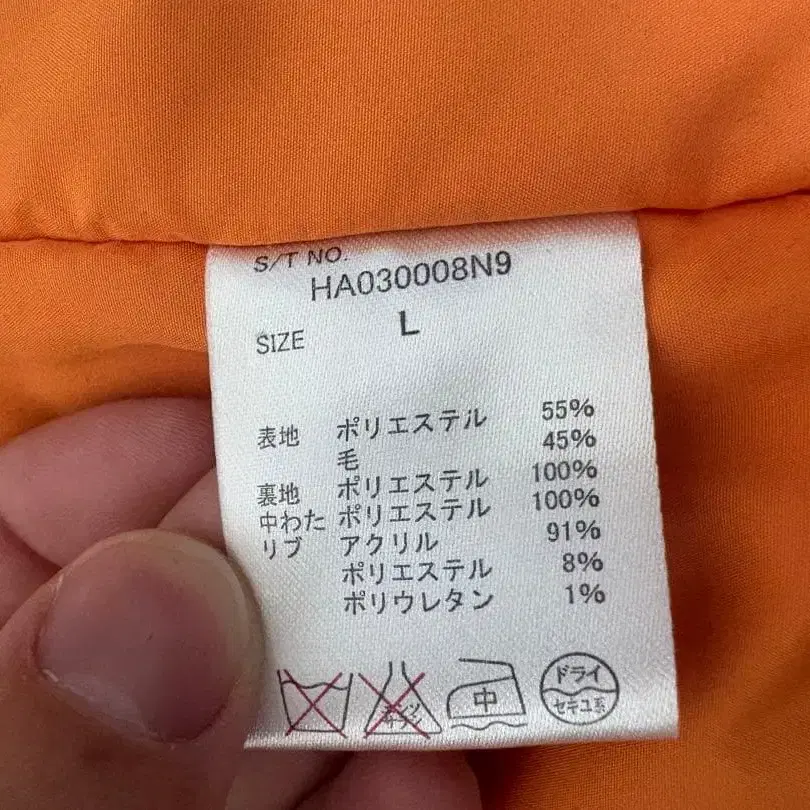 S/T NO.
HA030008N9
SIZE L
表地 ポリエステル 55%
毛 45%
裏地 ポリエステル 100%
中わた ポリエステル 100%
リブ アクリル 91%
ポリエステル 8%
ポリウレタン 1%
中
ドライ
セキユ系